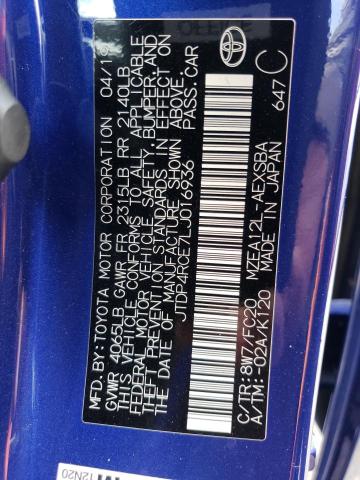 MFD. BY: TOYOTA MOTOR CORPORATION 04/19
GVWR 4065LB GAWR FR 2315LB RR 2140LB
THIS VEHICLE CONFORMS TO ALL APPLICABLE
FEDERAL MOTOR VEHICLE SAFETY, BUMPER, AND
THEFT PREVENTION STANDARDS IN EFFECT ON
THE DATE OF MANUFACTURE SHOWN ABOVE.
JTDP4RCE7LJ016936 PASS. CAR
C/TR: 8W7/FC20 MZEA12L-AEXSBA
A/TM: -02A/K120 MADE IN JAPAN
647 C
12N20